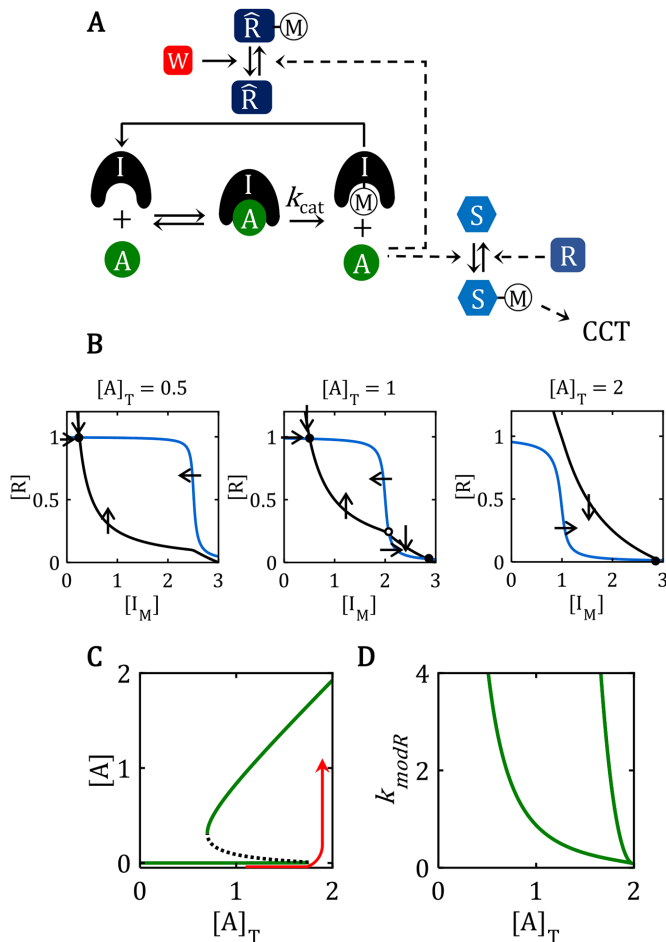 A
R̂ M
W
R̂
I I I
k_cat M
+ A +
A A
S
R
S M
CCT
B
[A]_T = 0.5 [A]_T = 1 [A]_T = 2
1 1 1
[R] 0.5 [R] 0.5 [R] 0.5
0 0 0
0 1 2 3 0 1 2 3 0 1 2 3
[I_M] [I_M] [I_M]
C D
2 4
[A] 1 k_modR 2
0 0
0 1 2 0 1 2
[A]_T [A]_T